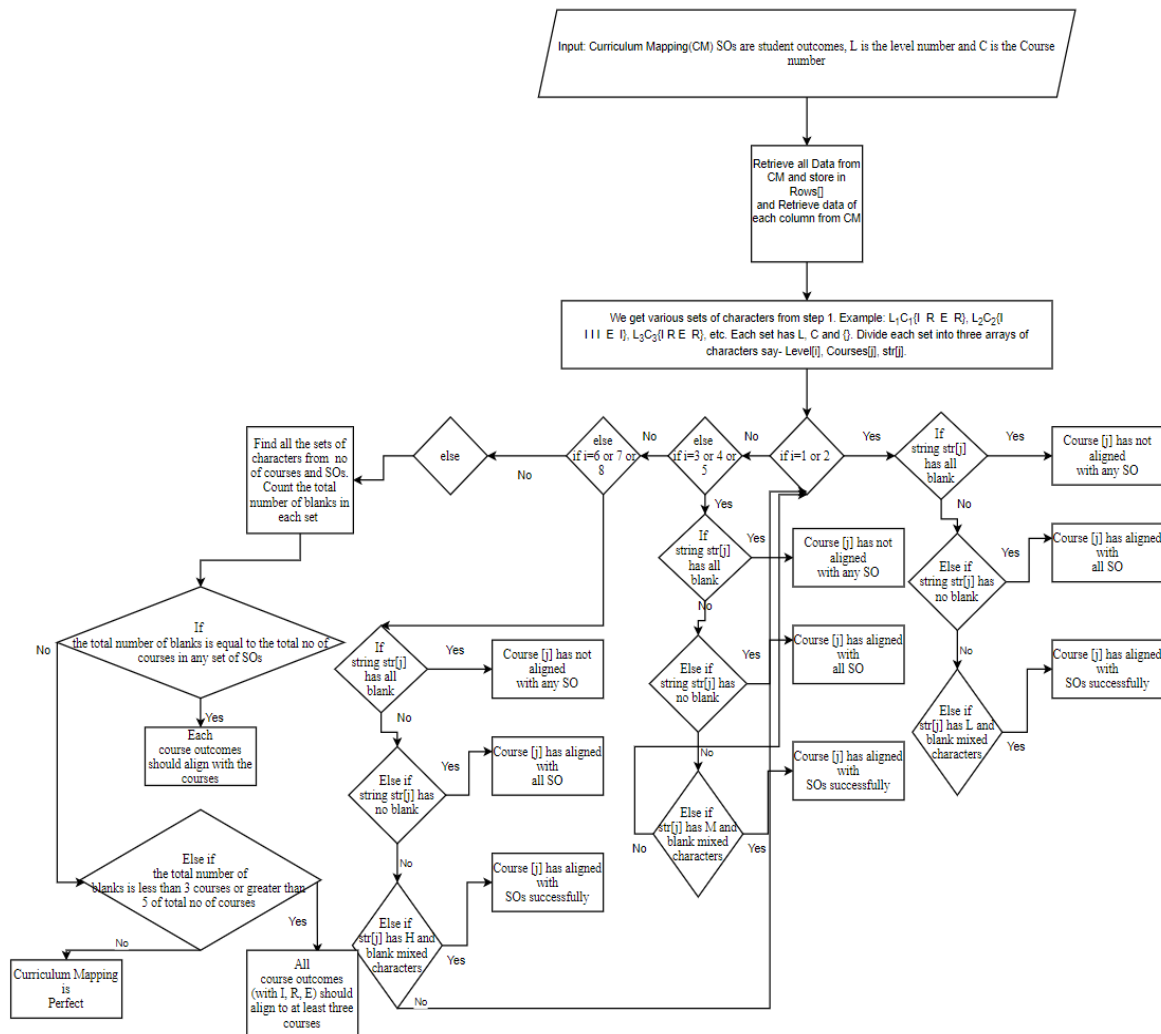 Input: Curriculum Mapping(CM) SOs are student outcomes, L is the level number and C is the Course
number
Retrieve all Data from
CM and store in
Rows[]
and Retrieve data of
each column from CM
We get various sets of characters from step 1. Example: L₁C₁{I R E R}, L₂C₂{I
I I I E I}, L₃C₃{I R E R}, etc. Each set has L, C and {}. Divide each set into three arrays of
characters say- Level[i], Courses[j], str[j].
Find all the sets of
characters from no
of courses and SOs.
Count the total
number of blanks in
each set
else
No
else
if i=6 or 7 or
8
No
else
if i=3 or 4 or
5
No
if i=1 or 2
Yes
If
string str[j]
has all
blank
Yes
Course [j] has not
aligned
with any SO
No
Else if
string str[j] has
no blank
Yes
Course [j] has aligned
with
all SO
No
Else if
str[j] has L and
blank mixed
characters
Yes
Course [j] has aligned
with
SOs successfully
Yes
If
string str[j]
has all
blank
Yes
Course [j] has not
aligned
with any SO
No
Else if
string str[j] has
no blank
Yes
Course [j] has aligned
with
all SO
No
Else if
str[j] has M and
blank mixed
characters
No
Yes
Course [j] has aligned
with
SOs successfully
If
string str[j]
has all
blank
Yes
Course [j] has not
aligned
with any SO
No
Else if
string str[j] has
no blank
Yes
Course [j] has aligned
with
all SO
No
Else if
str[j] has H and
blank mixed
characters
Yes
Course [j] has aligned
with
SOs successfully
No
If
the total number of blanks is equal to the total no of
courses in any set of SOs
No
Yes
Each
course outcomes
should align with the
courses
Else if
the total number of
blanks is less than 3 courses or greater than
5 of total no of courses
No
Yes
Curriculum Mapping
is
Perfect
All
course outcomes
(with I, R, E) should
align to at least three
courses